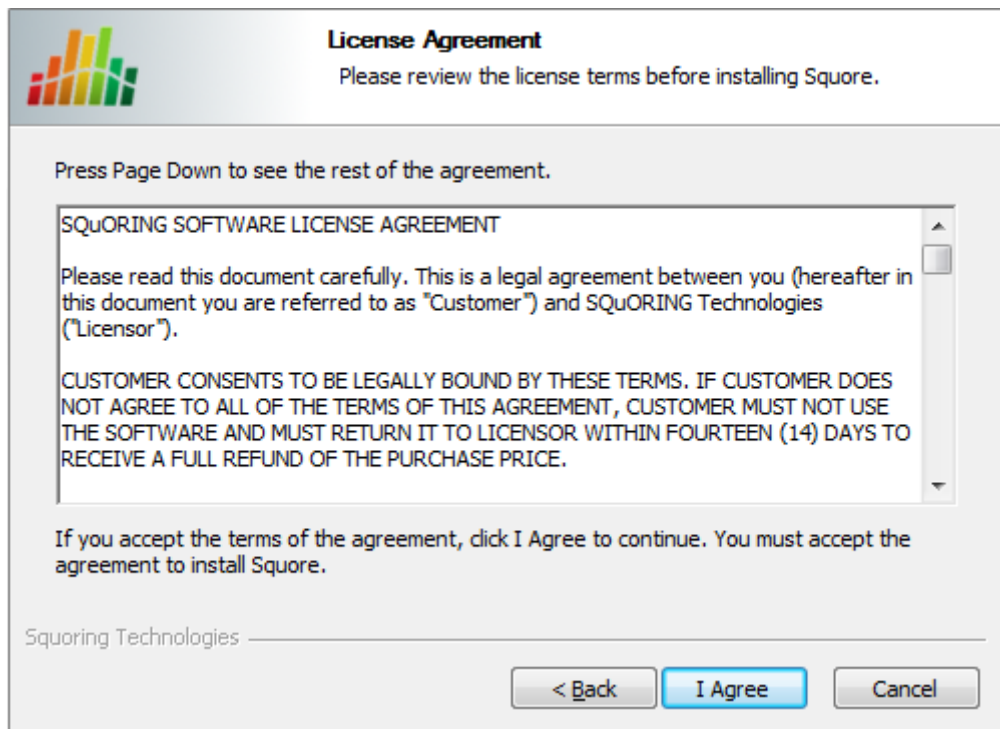 License Agreement
Please review the license terms before installing Squore.
Press Page Down to see the rest of the agreement.
SQuORING SOFTWARE LICENSE AGREEMENT
Please read this document carefully. This is a legal agreement between you (hereafter in
this document you are referred to as "Customer") and SQuORING Technologies
("Licensor").
CUSTOMER CONSENTS TO BE LEGALLY BOUND BY THESE TERMS. IF CUSTOMER DOES
NOT AGREE TO ALL OF THE TERMS OF THIS AGREEMENT, CUSTOMER MUST NOT USE
THE SOFTWARE AND MUST RETURN IT TO LICENSOR WITHIN FOURTEEN (14) DAYS TO
RECEIVE A FULL REFUND OF THE PURCHASE PRICE.
If you accept the terms of the agreement, click I Agree to continue. You must accept the
agreement to install Squore.
Squoring Technologies
< Back
I Agree
Cancel